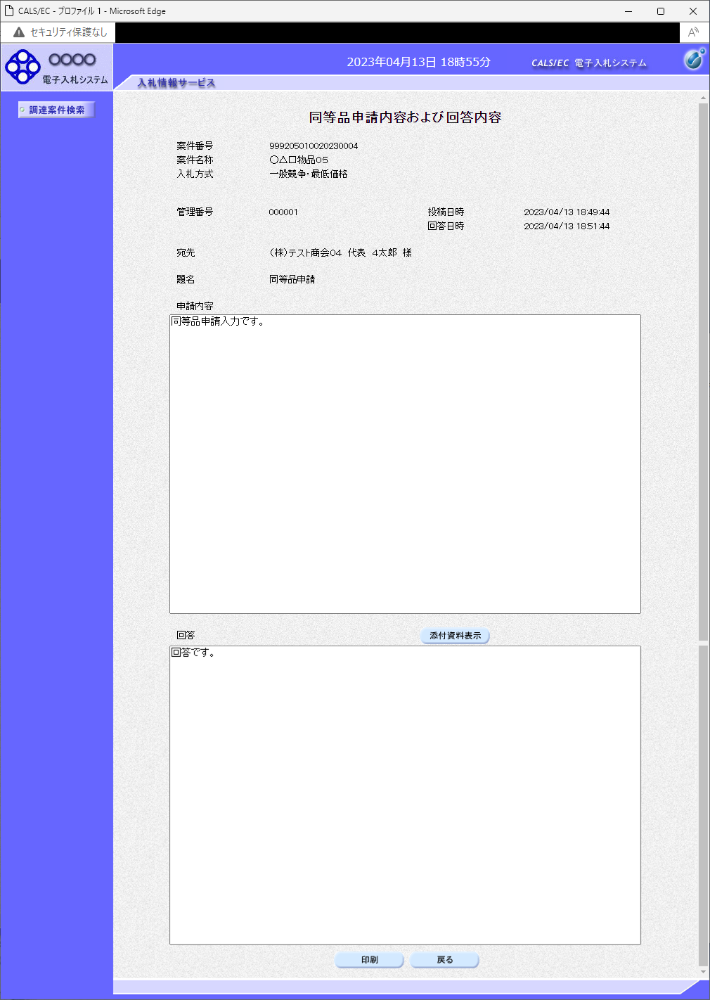 CALS/EC - プロファイル 1 - Microsoft Edge
セキュリティ保護なし
〇〇〇〇
電子入札システム
2023年04月13日 18時55分
CALS/EC 電子入札システム
入札情報サービス
調達案件検索
同等品申請内容および回答内容
案件番号 999205010020230004
案件名称 〇△口物品05
入札方式 一般競争・最低価格
管理番号 000001 投稿日時 2023/04/13 18:49:44
回答日時 2023/04/13 18:51:44
宛先 (株)テスト商会04 代表 4太郎 様
題名 同等品申請
申請内容
同等品申請入力です。
回答 添付資料表示
回答です。
印刷 戻る